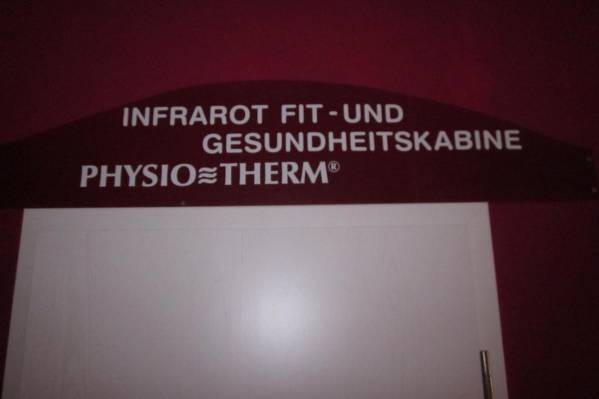 INFRAROT FIT-UND
GESUNDHEITSKABINE
PHYSIO≋THERM®